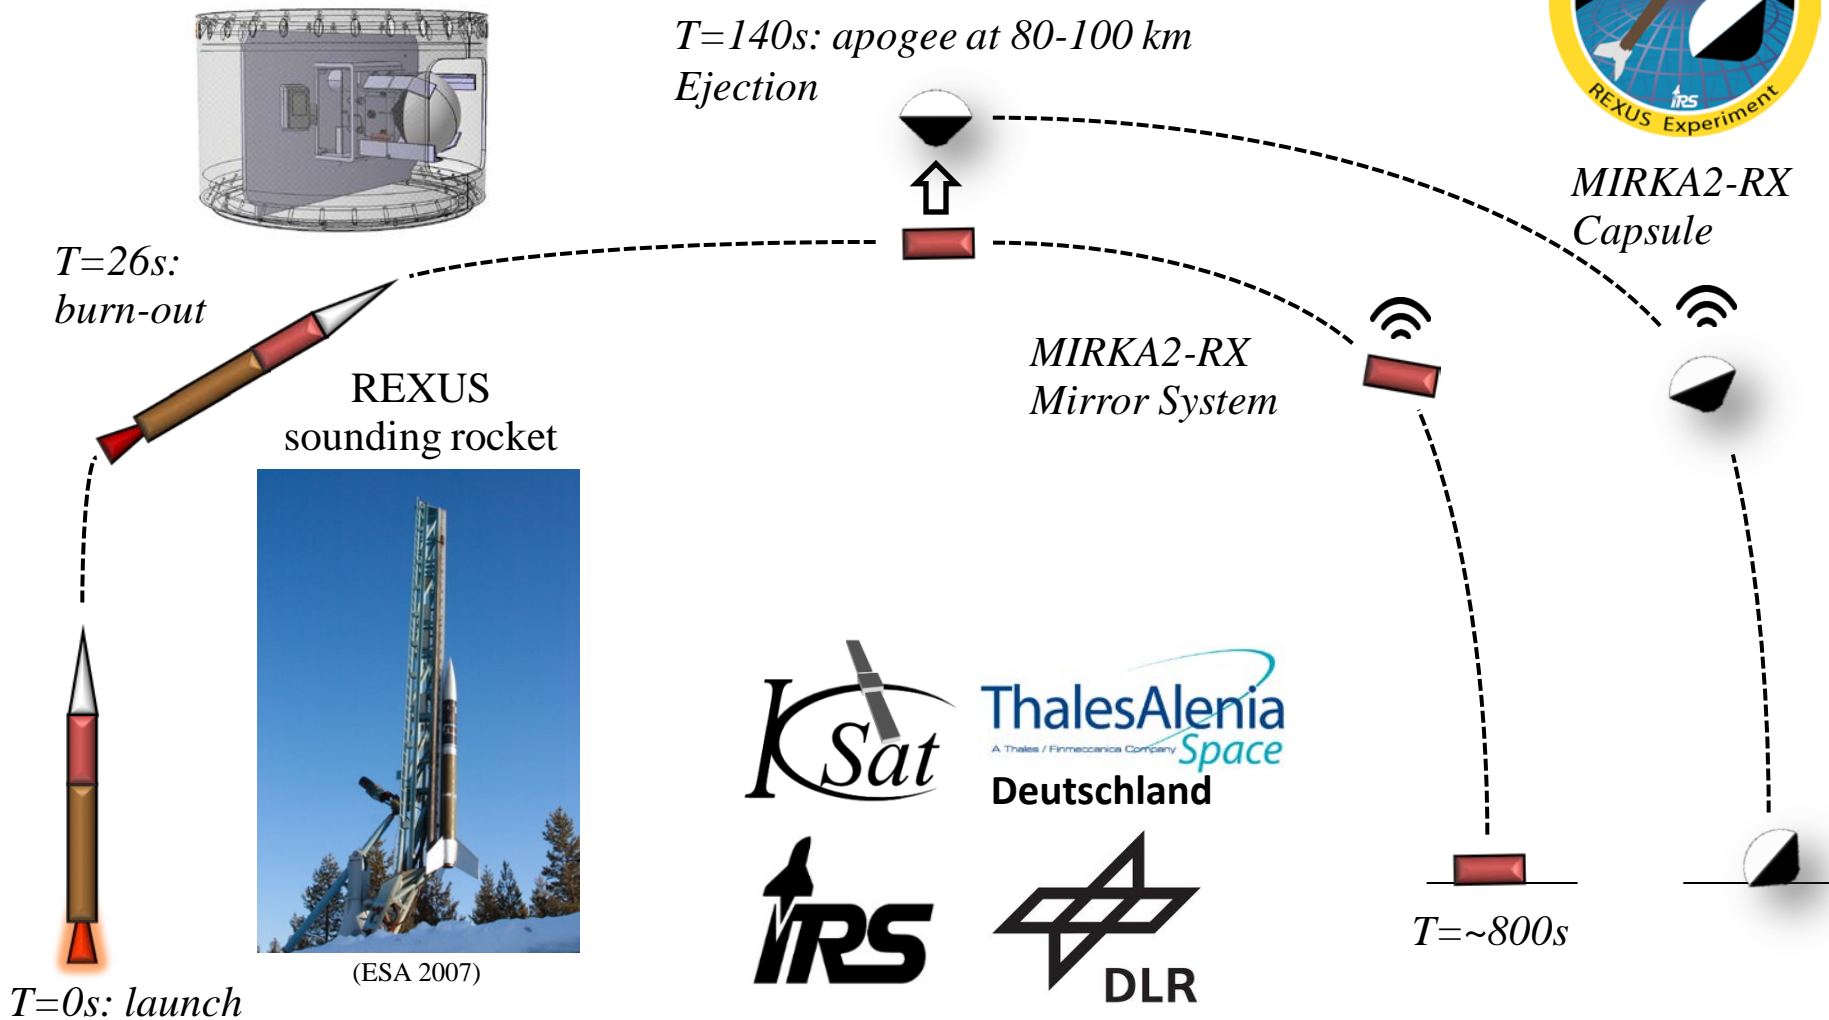 T=140s: apogee at 80-100 km
Ejection
IRS
REXUS Experiment
MIRKA2-RX
Capsule
T=26s:
burn-out
MIRKA2-RX
Mirror System
REXUS
sounding rocket
KSat
ThalesAlenia
A Thales / Finmeccanica Company
Space
Deutschland
IRS
DLR
T=~800s
(ESA 2007)
T=0s: launch